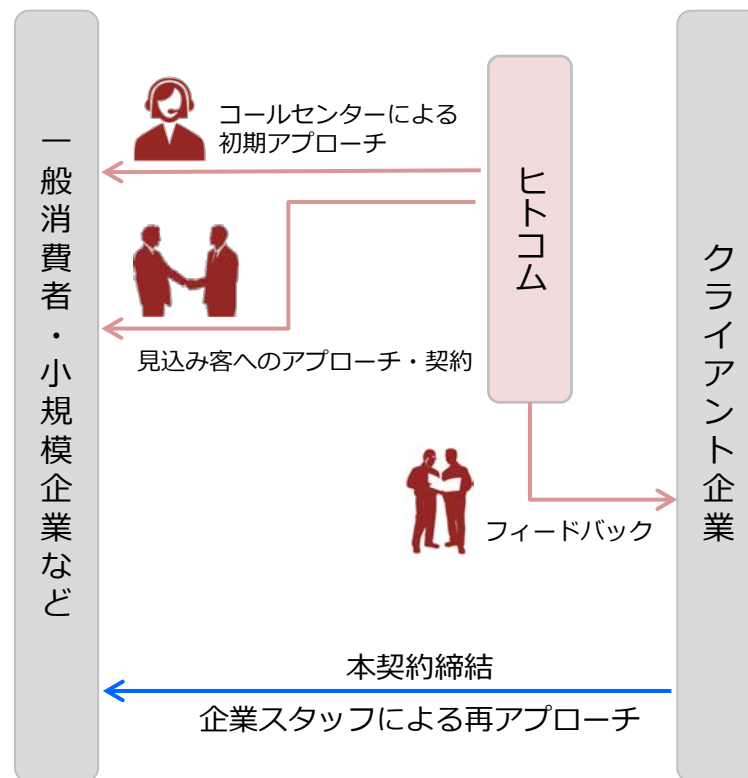 一般消費者・小規模企業など
コールセンターによる
初期アプローチ
見込み客へのアプローチ・契約
ヒトコム
フィードバック
クライアント企業
本契約締結
企業スタッフによる再アプローチ